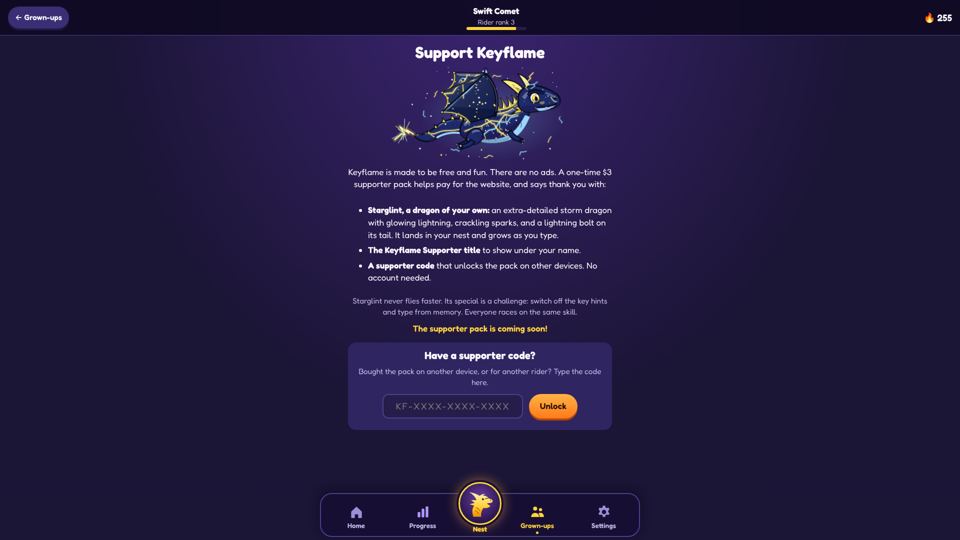 ← Grown-ups
Swift Comet
Rider rank 3
🔥 255
Support Keyflame
Keyflame is made to be free and fun. There are no ads. A one-time $3
supporter pack helps pay for the website, and says thank you with:
• Starglint, a dragon of your own: an extra-detailed storm dragon
with glowing lightning, crackling sparks, and a lightning bolt on
its tail. It lands in your nest and grows as you type.
• The Keyflame Supporter title to show under your name.
• A supporter code that unlocks the pack on other devices. No
account needed.
Starglint never flies faster. Its special is a challenge: switch off the key hints
and type from memory. Everyone races on the same skill.
The supporter pack is coming soon!
Have a supporter code?
Bought the pack on another device, or for another rider? Type the code
here.
KF-XXXX-XXXX-XXXX
Unlock
Home
Progress
Nest
Grown-ups
Settings